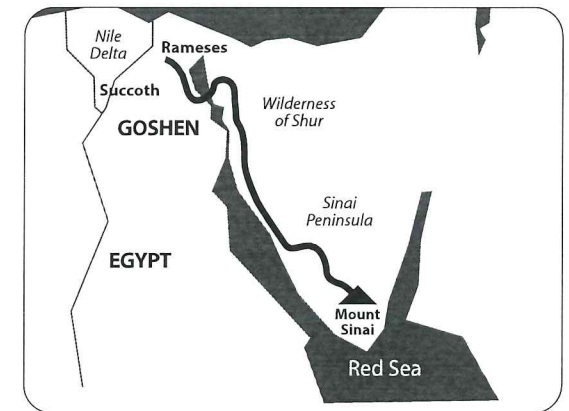 Nile
Delta
Rameses
Succoth
Wilderness
of Shur
GOSHEN
Sinai
Peninsula
EGYPT
Mount
Sinai
Red Sea